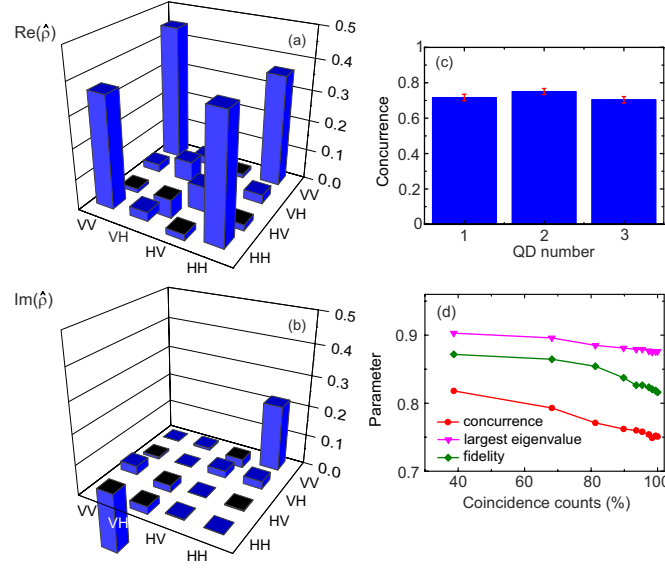 Re(ρ̂)
(a)
0.5
0.4
0.3
0.2
0.1
0.0
VV
VH
HV
HH
VV
VH
HV
HH
Im(ρ̂)
(b)
0.5
0.4
0.3
0.2
0.1
0.0
VV
VH
HV
HH
VV
VH
HV
HH
(c)
Concurrence
1
0.8
0.6
0.4
0.2
0
1 2 3
QD number
(d)
Parameter
0.9
0.8
0.7
concurrence
largest eigenvalue
fidelity
40 60 80 100
Coincidence counts (%)